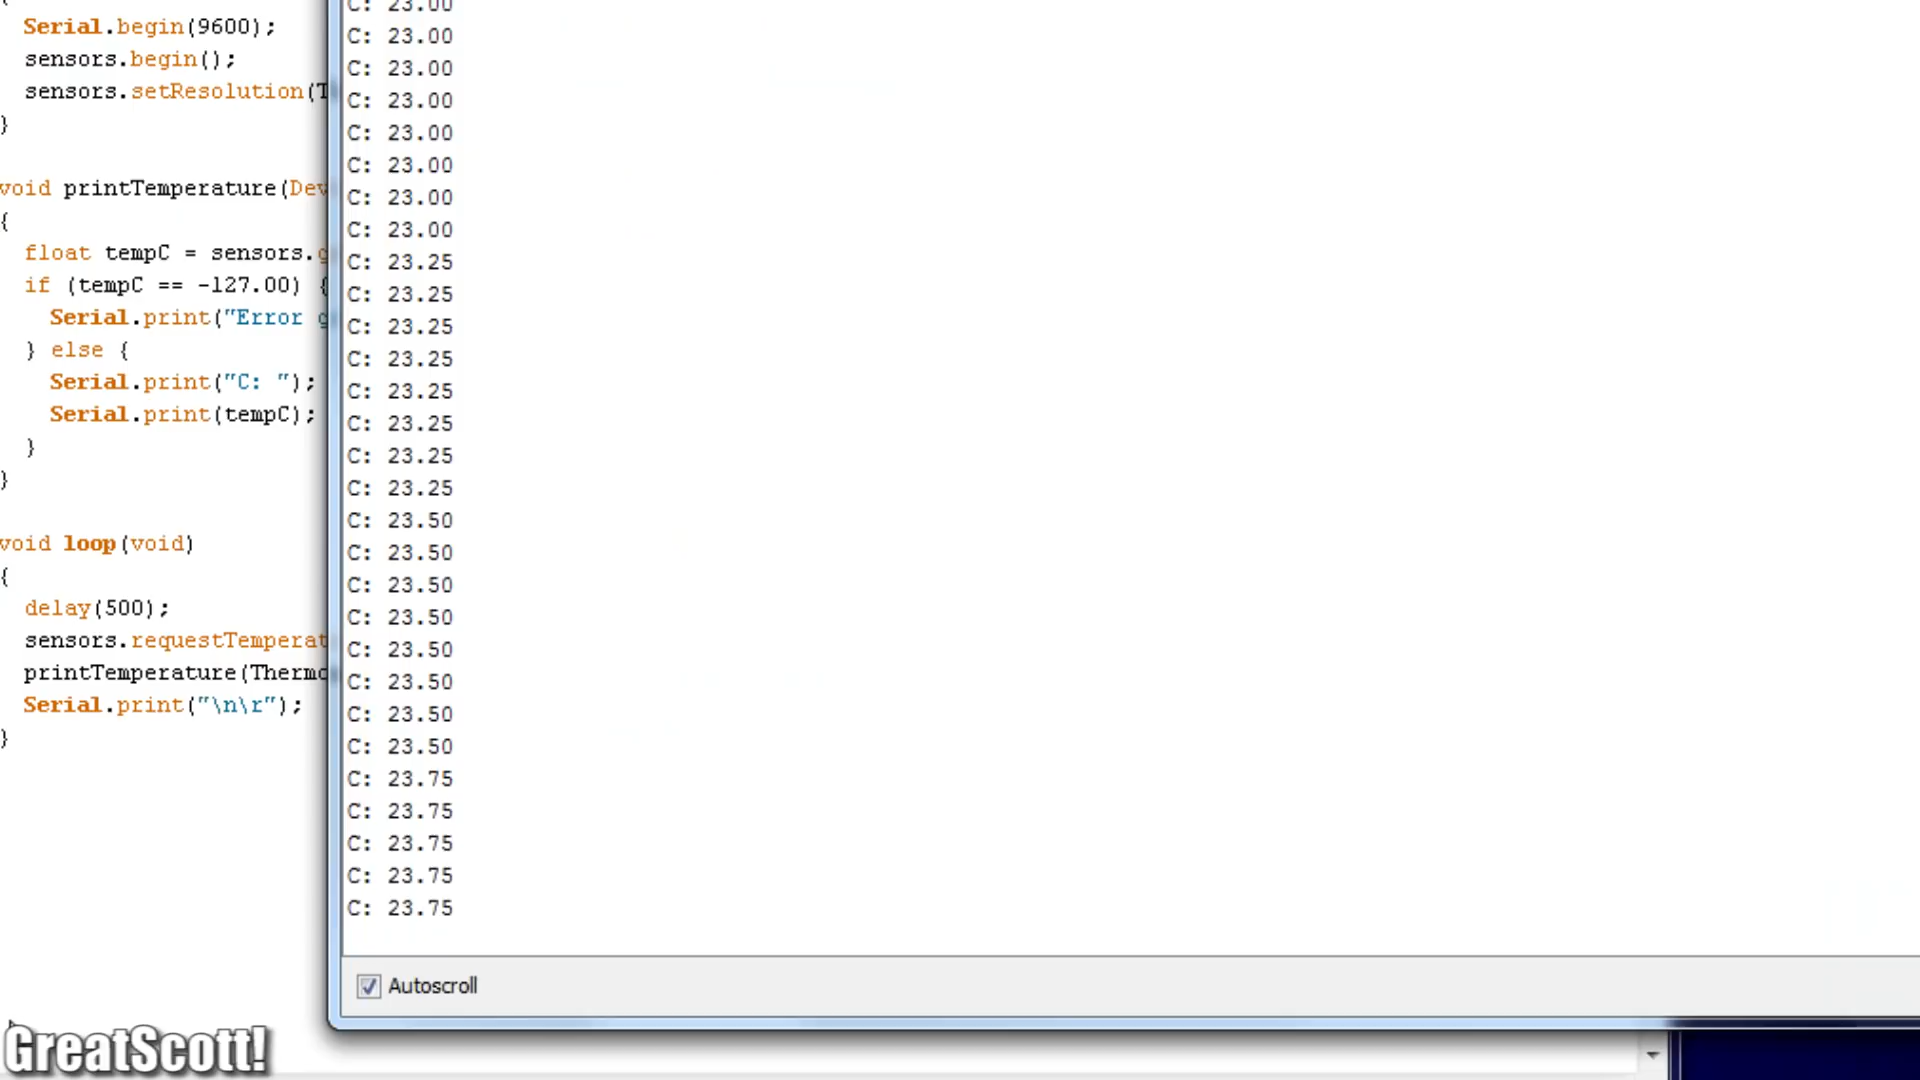 {
Serial.begin(9600);
sensors.begin();
sensors.setResolution(T
}
void printTemperature(Dev
{
float tempC = sensors.g
if (tempC == -127.00) {
Serial.print("Error g
} else {
Serial.print("C: ");
Serial.print(tempC);
}
}
void loop(void)
{
delay(500);
sensors.requestTemperat
printTemperature(Thermo
Serial.print("\n\r");
}
C: 23.00
C: 23.00
C: 23.00
C: 23.00
C: 23.00
C: 23.00
C: 23.00
C: 23.00
C: 23.25
C: 23.25
C: 23.25
C: 23.25
C: 23.25
C: 23.25
C: 23.25
C: 23.25
C: 23.50
C: 23.50
C: 23.50
C: 23.50
C: 23.50
C: 23.50
C: 23.50
C: 23.50
C: 23.75
C: 23.75
C: 23.75
C: 23.75
C: 23.75
Autoscroll
GreatScott!